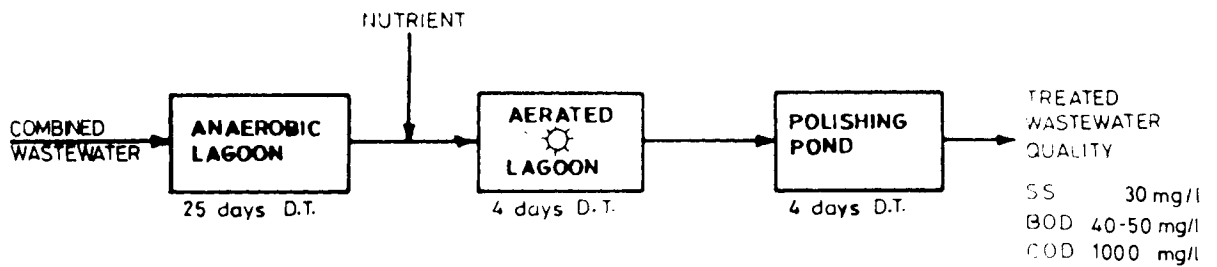 NUTRIENT
COMBINED
WASTEWATER
ANAEROBIC
LAGOON
25 days D.T.
AERATED
LAGOON
4 days D.T.
POLISHING
POND
4 days D.T.
TREATED
WASTEWATER
QUALITY
SS 30 mg/l
BOD 40-50 mg/l
COD 1000 mg/l